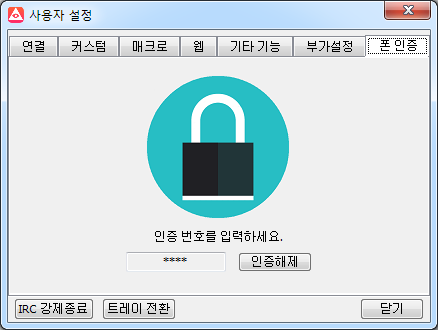 사용자 설정
연결 커스텀 매크로 웹 기타 기능 부가설정 폰 인증
인증 번호를 입력하세요.
**** 인증해제
IRC 강제종료 트레이 전환 닫기